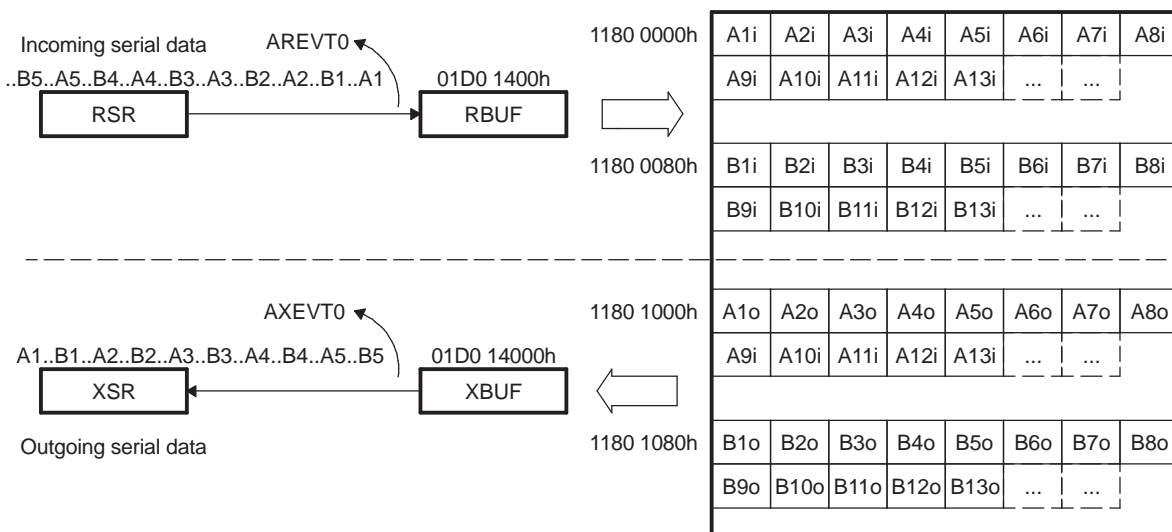 Incoming serial data
AREVT0
..B5..A5..B4..A4..B3..A3..B2..A2..B1..A1
01D0 1400h
RSR
RBUF
1180 0000h
A1i A2i A3i A4i A5i A6i A7i A8i
A9i A10i A11i A12i A13i ... ...
1180 0080h
B1i B2i B3i B4i B5i B6i B7i B8i
B9i B10i B11i B12i B13i ... ...
AXEVT0
A1..B1..A2..B2..A3..B3..A4..B4..A5..B5
01D0 14000h
XSR
XBUF
Outgoing serial data
1180 1000h
A1o A2o A3o A4o A5o A6o A7o A8o
A9i A10i A11i A12i A13i ... ...
1180 1080h
B1o B2o B3o B4o B5o B6o B7o B8o
B9o B10o B11o B12o B13o ... ...